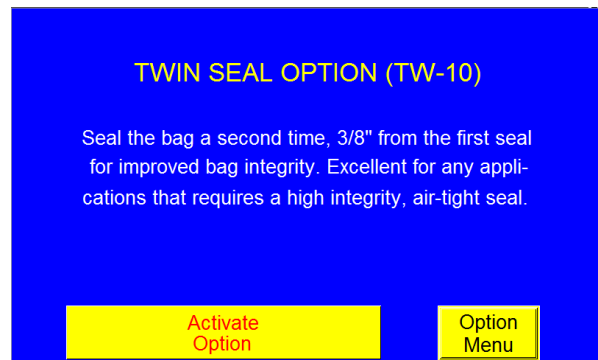 TWIN SEAL OPTION (TW-10)
Seal the bag a second time, 3/8" from the first seal
for improved bag integrity. Excellent for any appli-
cations that requires a high integrity, air-tight seal.
Activate
Option
Option
Menu